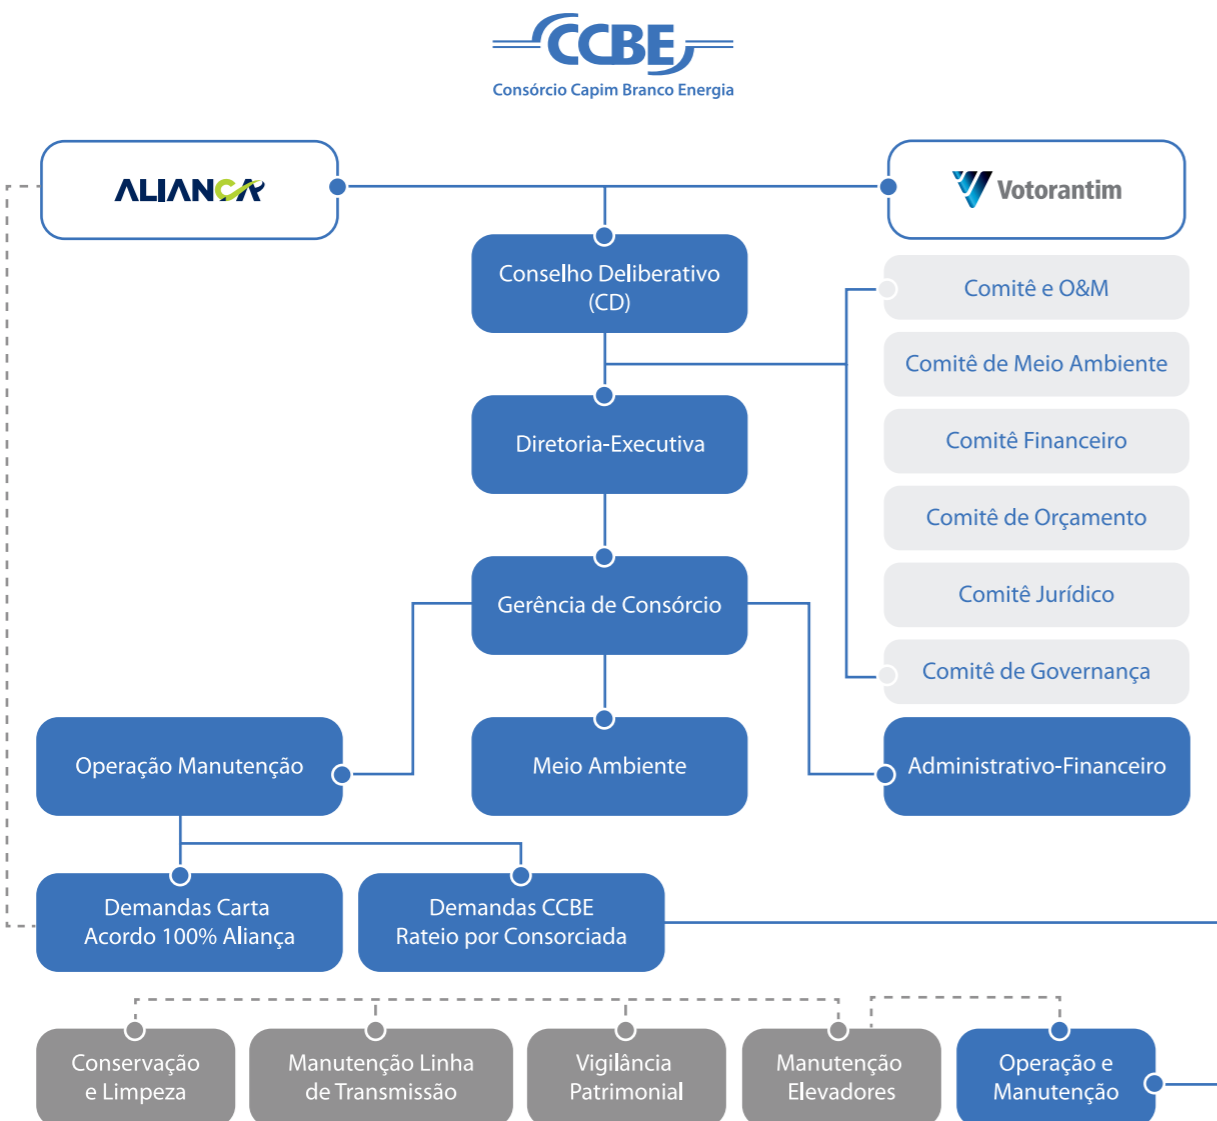 CCBE
Consórcio Capim Branco Energia
ALIANÇA
Votorantim
Conselho Deliberativo
(CD)
Comitê e O&M
Comitê de Meio Ambiente
Diretoria-Executiva
Comitê Financeiro
Comitê de Orçamento
Gerência de Consórcio
Comitê Jurídico
Comitê de Governança
Operação Manutenção
Meio Ambiente
Administrativo-Financeiro
Demandas Carta
Acordo 100% Aliança
Demandas CCBE
Rateio por Consorciada
Conservação
e Limpeza
Manutenção Linha
de Transmissão
Vigilância
Patrimonial
Manutenção
Elevadores
Operação e
Manutenção